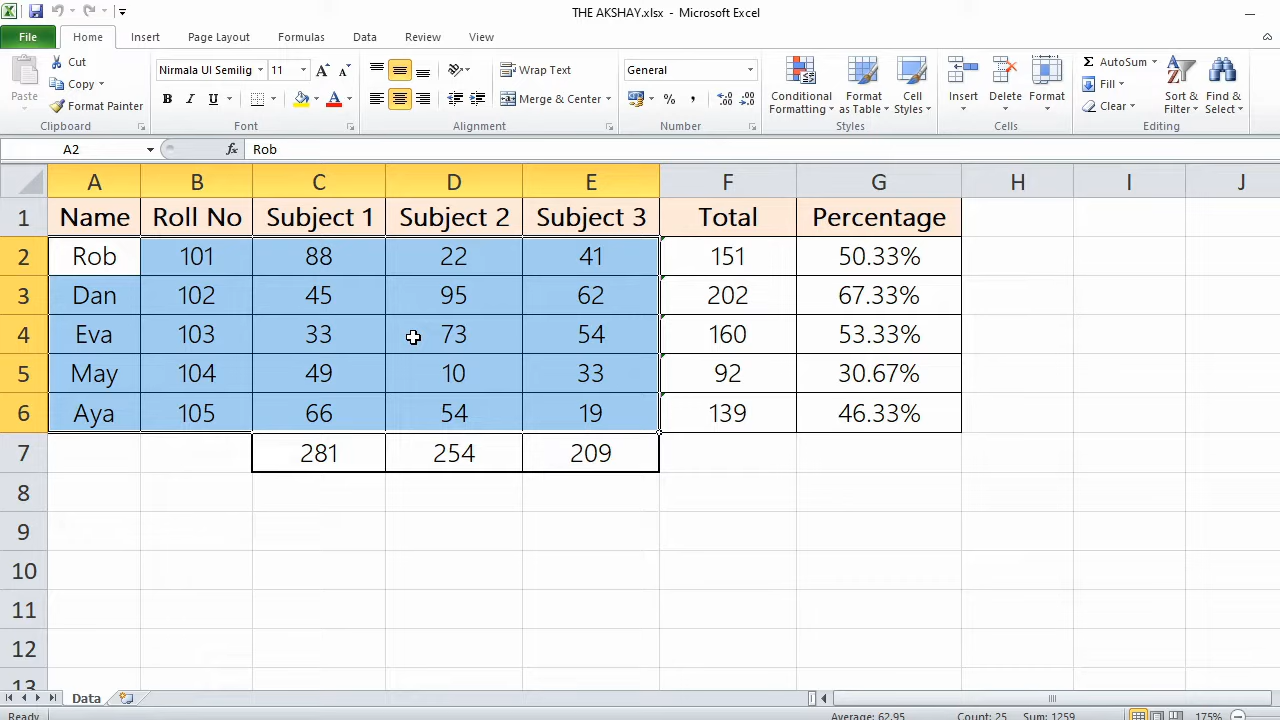 THE AKSHAY.xlsx - Microsoft Excel
File Home Insert Page Layout Formulas Data Review View
Paste Cut Copy Format Painter Clipboard
Nirmala UI Semilig 11 B I U Font
Wrap Text Merge & Center Alignment
General % , Number
Conditional Formatting Format as Table Cell Styles Styles
Insert Delete Format Cells
Σ AutoSum Fill Clear Sort & Filter Find & Select Editing
A2 fx Rob
A B C D E F G H I J
1 Name Roll No Subject 1 Subject 2 Subject 3 Total Percentage
2 Rob 101 88 22 41 151 50.33%
3 Dan 102 45 95 62 202 67.33%
4 Eva 103 33 73 54 160 53.33%
5 May 104 49 10 33 92 30.67%
6 Aya 105 66 54 19 139 46.33%
7 281 254 209
8
9
10
11
12
13
Data
Ready Average: 62.95 Count: 25 Sum: 1259 175%